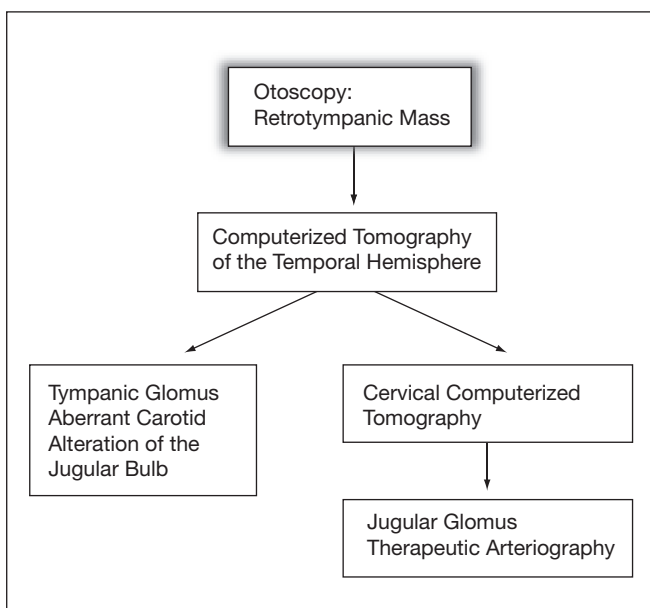 Otoscopy:
Retrotympanic Mass
Computerized Tomography
of the Temporal Hemisphere
Tympanic Glomus
Aberrant Carotid
Alteration of the
Jugular Bulb
Cervical Computerized
Tomography
Jugular Glomus
Therapeutic Arteriography